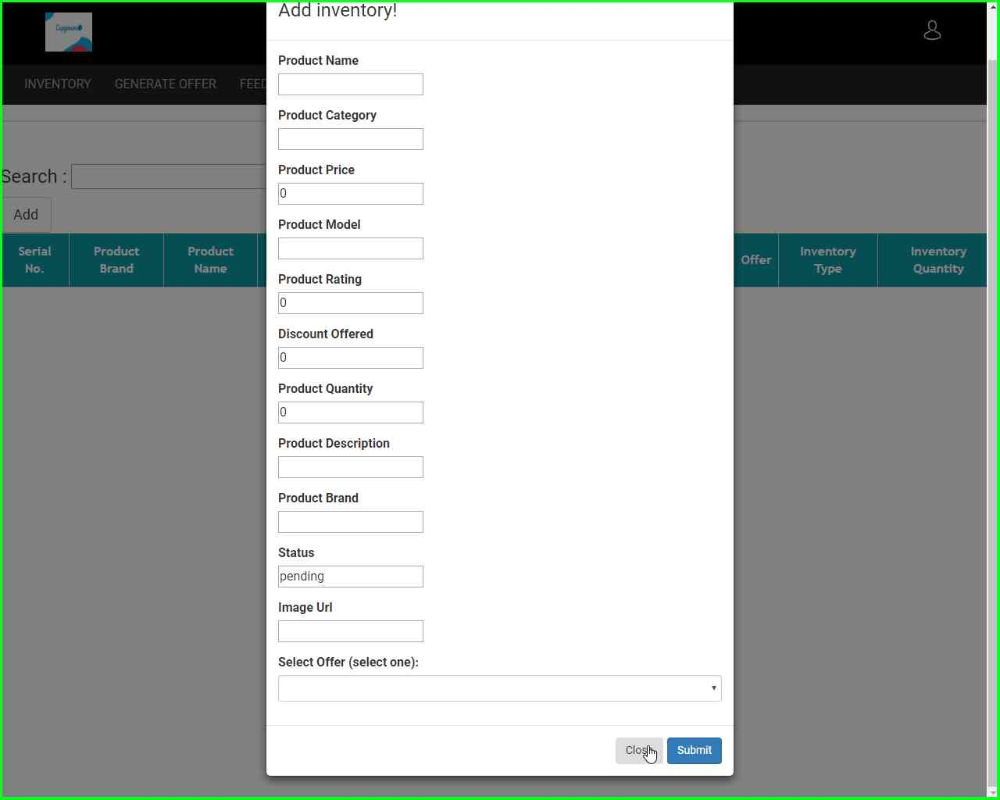 Add inventory!
Capgemini
INVENTORY
GENERATE OFFER
FEED
Search :
Add
Serial No.
Product Brand
Product Name
Offer
Inventory Type
Inventory Quantity
Product Name
Product Category
Product Price
0
Product Model
Product Rating
0
Discount Offered
0
Product Quantity
0
Product Description
Product Brand
Status
pending
Image Url
Select Offer (select one):
Clos
Submit